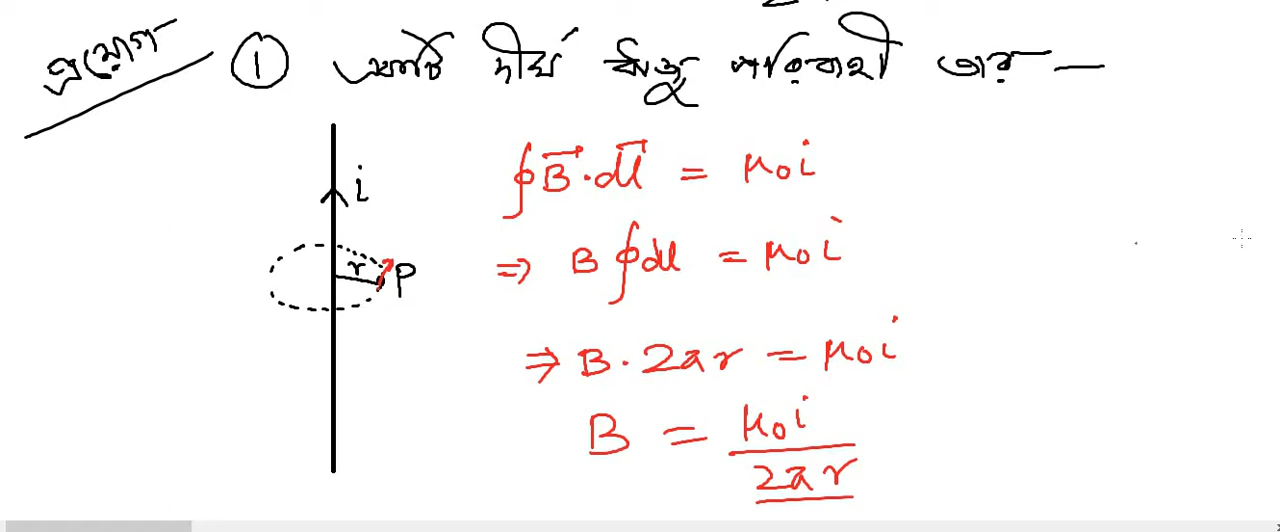 প্রয়োগ ① একটি দীর্ঘ ঋজু পরিবাহী তার —
i
r P
∮B⃗·dl⃗ = μ₀i
⇒ B∮dl = μ₀i
⇒ B·2πr = μ₀i
B = μ₀i / 2πr